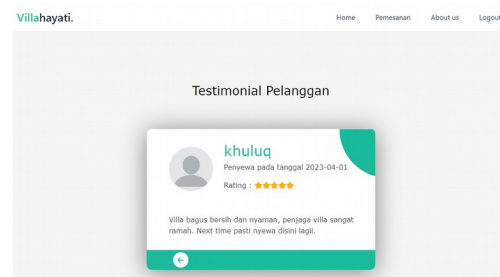 Villahayati.
Home Pemesanan About us Logout
Testimonial Pelanggan
khuluq
Penyewa pada tanggal 2023-04-01
Rating :
Villa bagus bersih dan nyaman, penjaga villa sangat
ramah. Next time pasti nyewa disini lagii.